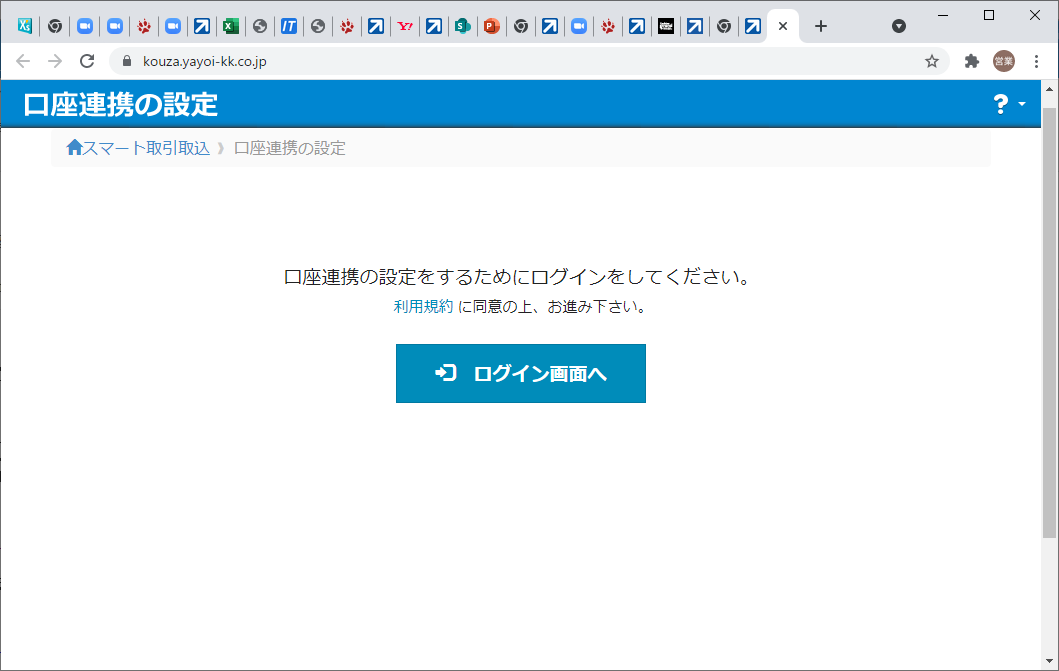 kouza.yayoi-kk.co.jp
営業
口座連携の設定
?
スマート取引取込 》 口座連携の設定
口座連携の設定をするためにログインをしてください。
利用規約 に同意の上、お進み下さい。
ログイン画面へ